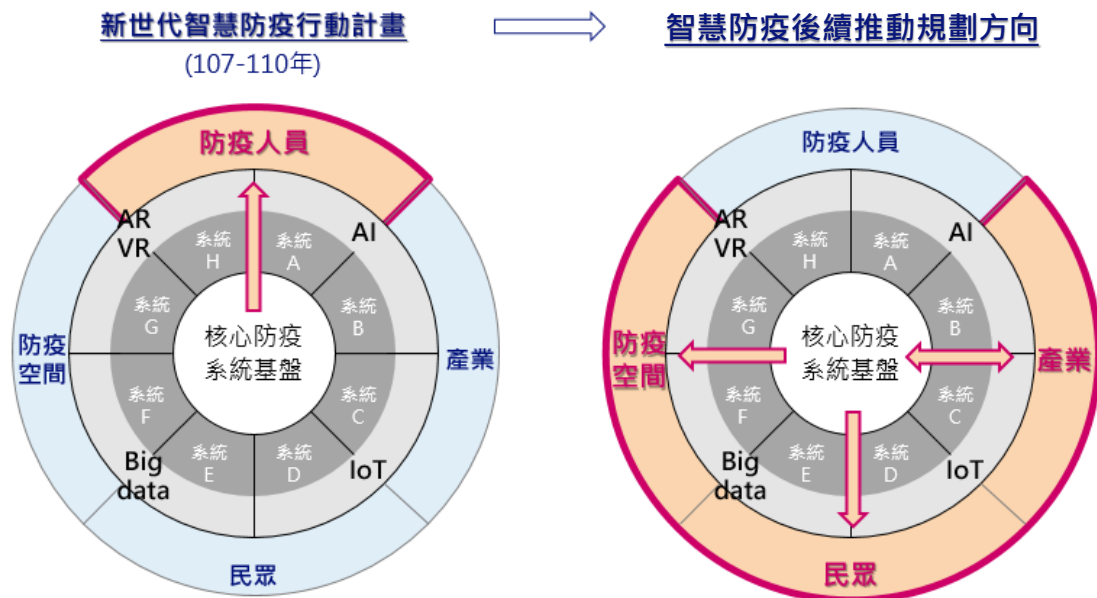 新世代智慧防疫行動計畫
(107-110年)
智慧防疫後續推動規劃方向
防疫人員
AR
VR
AI
系統
H
系統
A
系統
G
系統
B
防疫
空間
核心防疫
系統基盤
產業
系統
F
系統
C
系統
E
系統
D
Big
data
IoT
民眾
防疫人員
AR
VR
AI
系統
H
系統
A
系統
G
系統
B
防疫
空間
核心防疫
系統基盤
產業
系統
F
系統
C
系統
E
系統
D
Big
data
IoT
民眾